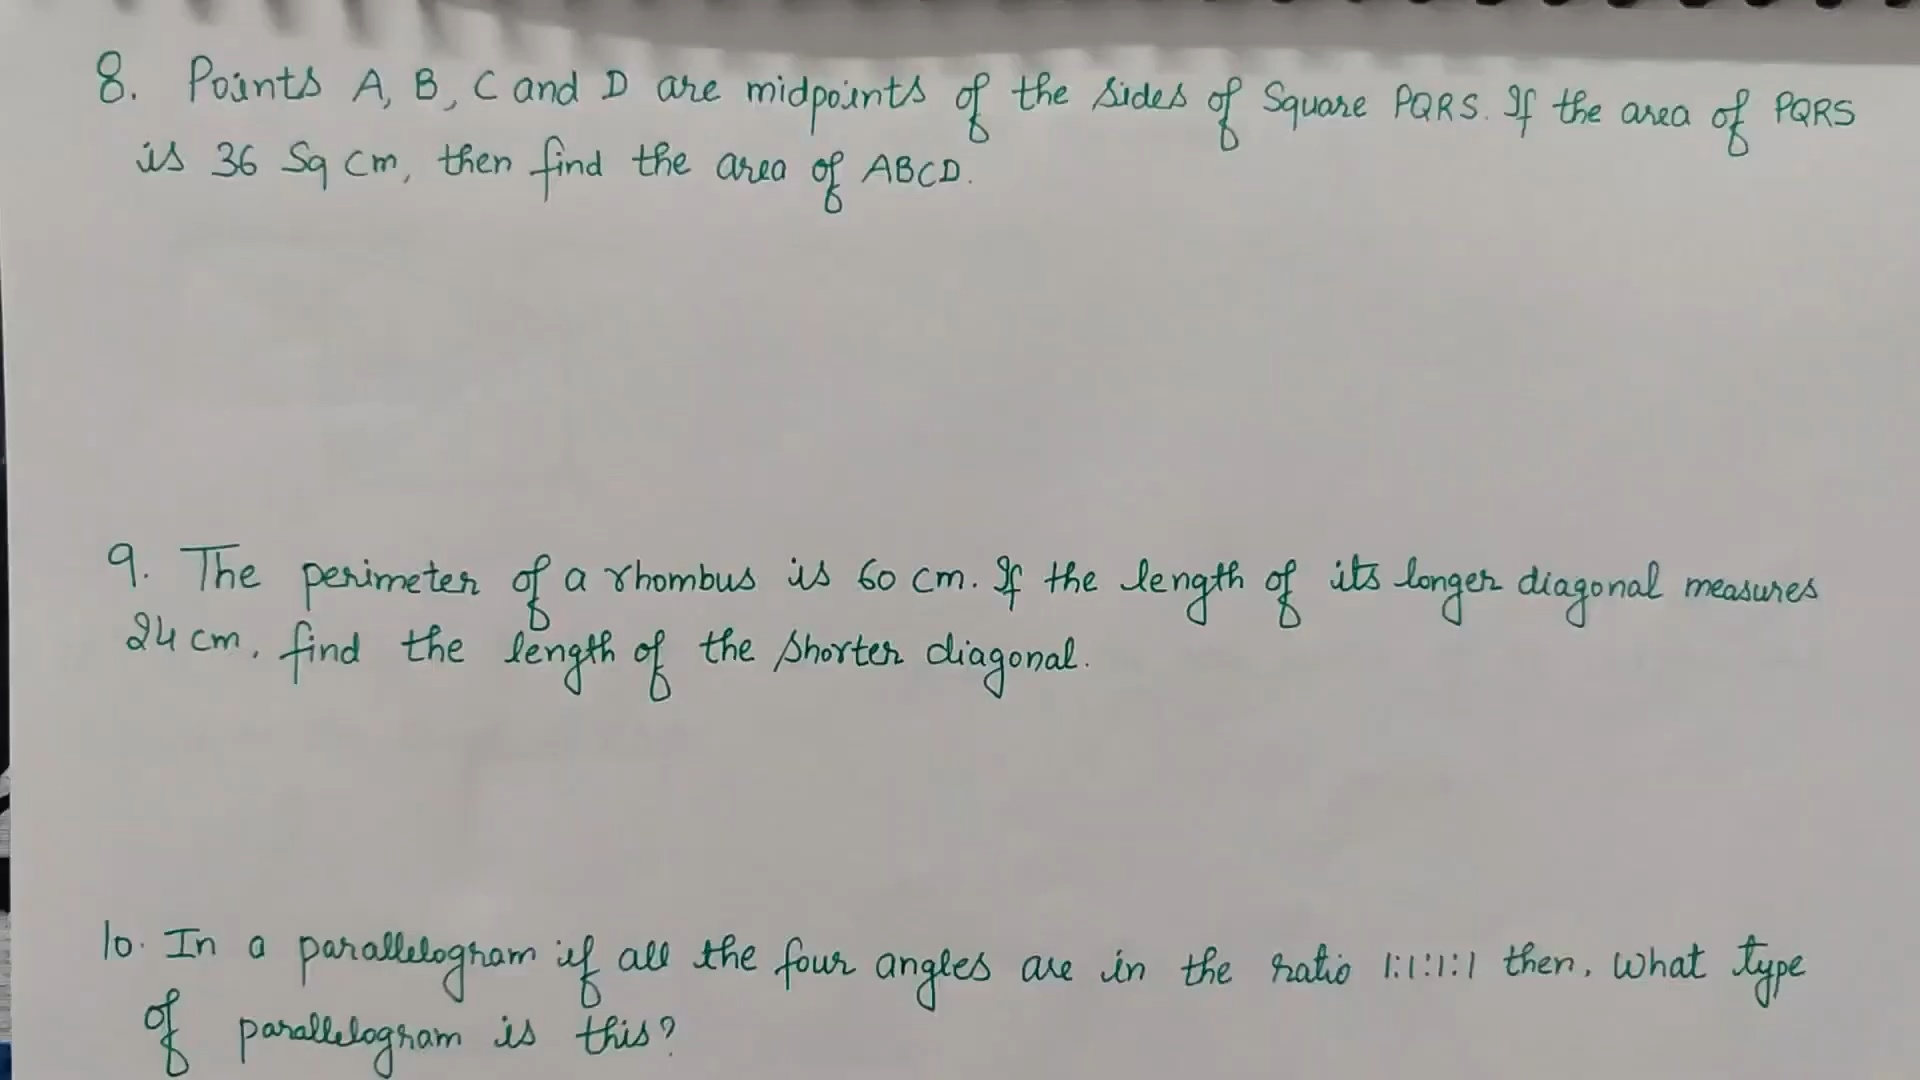 8. Points A, B, C and D are midpoints of the sides of Square PQRS. If the area of PQRS
is 36 Sq cm, then find the area of ABCD.
9. The perimeter of a rhombus is 60 cm. If the length of its longer diagonal measures
24 cm, find the length of the shorter diagonal.
10. In a parallelogram if all the four angles are in the ratio 1:1:1:1 then, what type
of parallelogram is this?